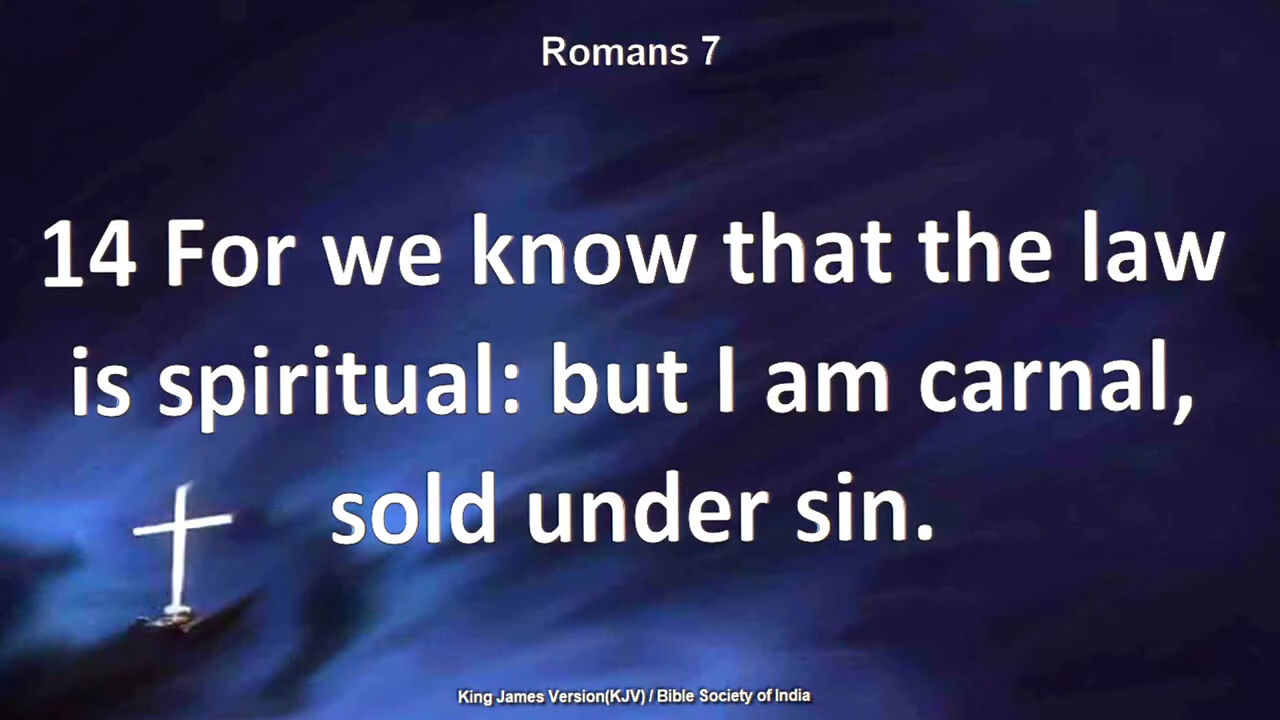 Romans 7
14 For we know that the law
is spiritual: but I am carnal,
sold under sin.
King James Version(KJV) / Bible Society of India